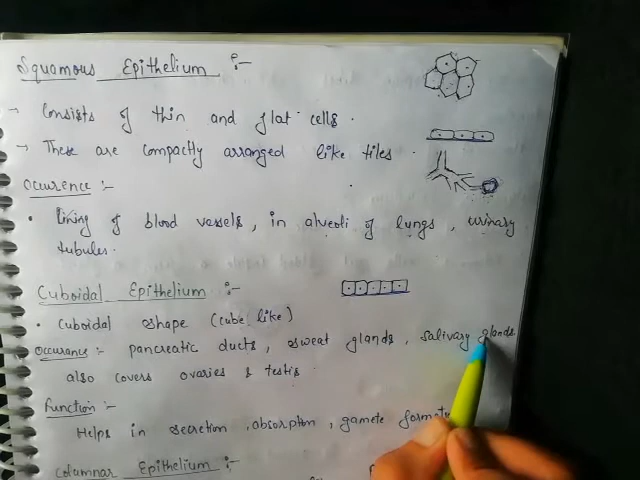 Squamous Epithelium :-
→ Consists of thin and flat cells.
→ These are compactly arranged like tiles.
Occurence :-
• Lining of blood vessels, in alveoli of lungs, urinary
tubules.
Cuboidal Epithelium :-
• Cuboidal shape (cube like)
Occurance :- pancreatic ducts, sweat glands, salivary glands
also covers ovaries & testis.
Function :-
Helps in secretion, absorption, gamete
Columnar Epithelium :-